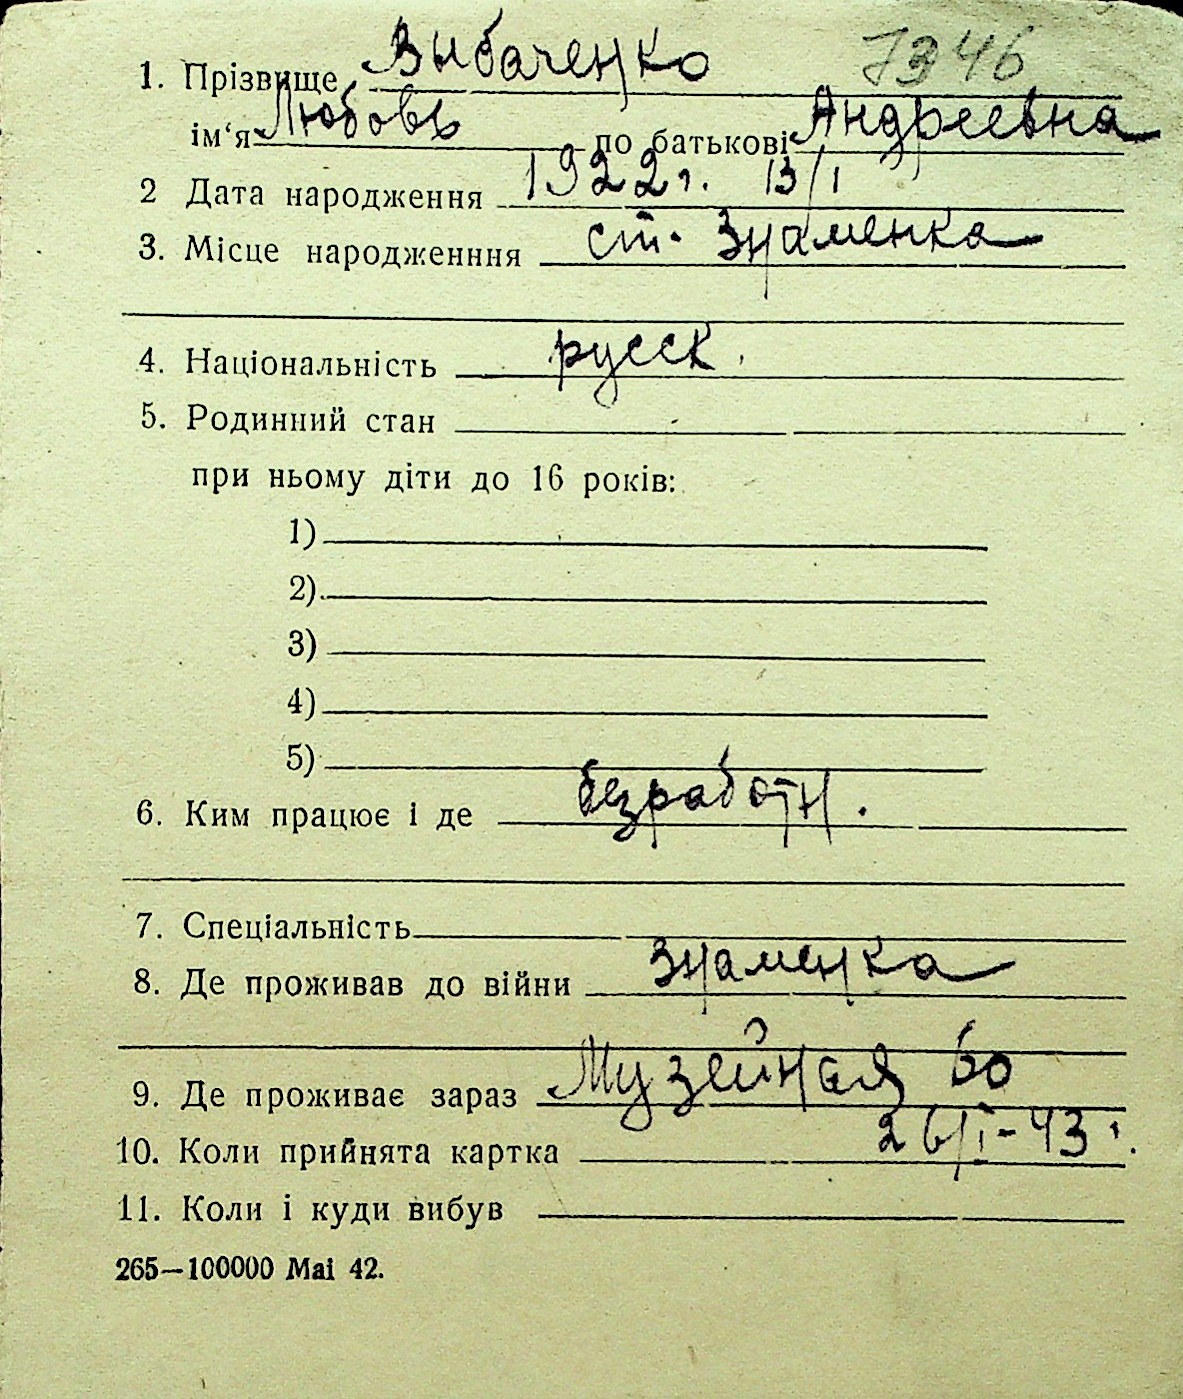 7346
1. Прізвище Зыбаченко
ім‘я Любовь по батькові Андреевна
2 Дата народження 1922 г. 13/I
3. Місце народженння ст. Знаменка
4. Національність русск.
5. Родинний стан
при ньому діти до 16 років:
1)
2)
3)
4)
5)
6. Ким працює і де безработн.
7. Спеціальність
8. Де проживав до війни Знаменка
9. Де проживає зараз Музейная 60
10. Коли прийнята картка 26/I-43 г.
11. Коли і куди вибув
265—100000 Mai 42.